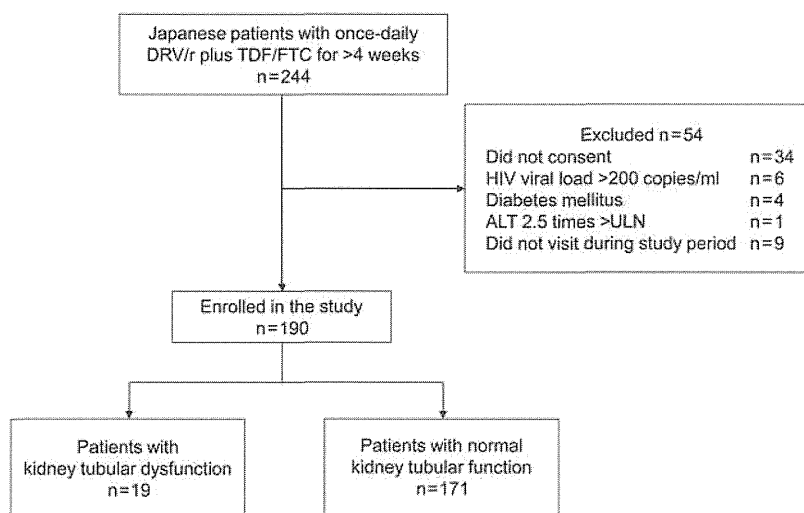 Japanese patients with once-daily
DRV/r plus TDF/FTC for >4 weeks
n=244
Excluded n=54
Did not consent n=34
HIV viral load >200 copies/ml n=6
Diabetes mellitus n=4
ALT 2.5 times >ULN n=1
Did not visit during study period n=9
Enrolled in the study
n=190
Patients with
kidney tubular dysfunction
n=19
Patients with normal
kidney tubular function
n=171